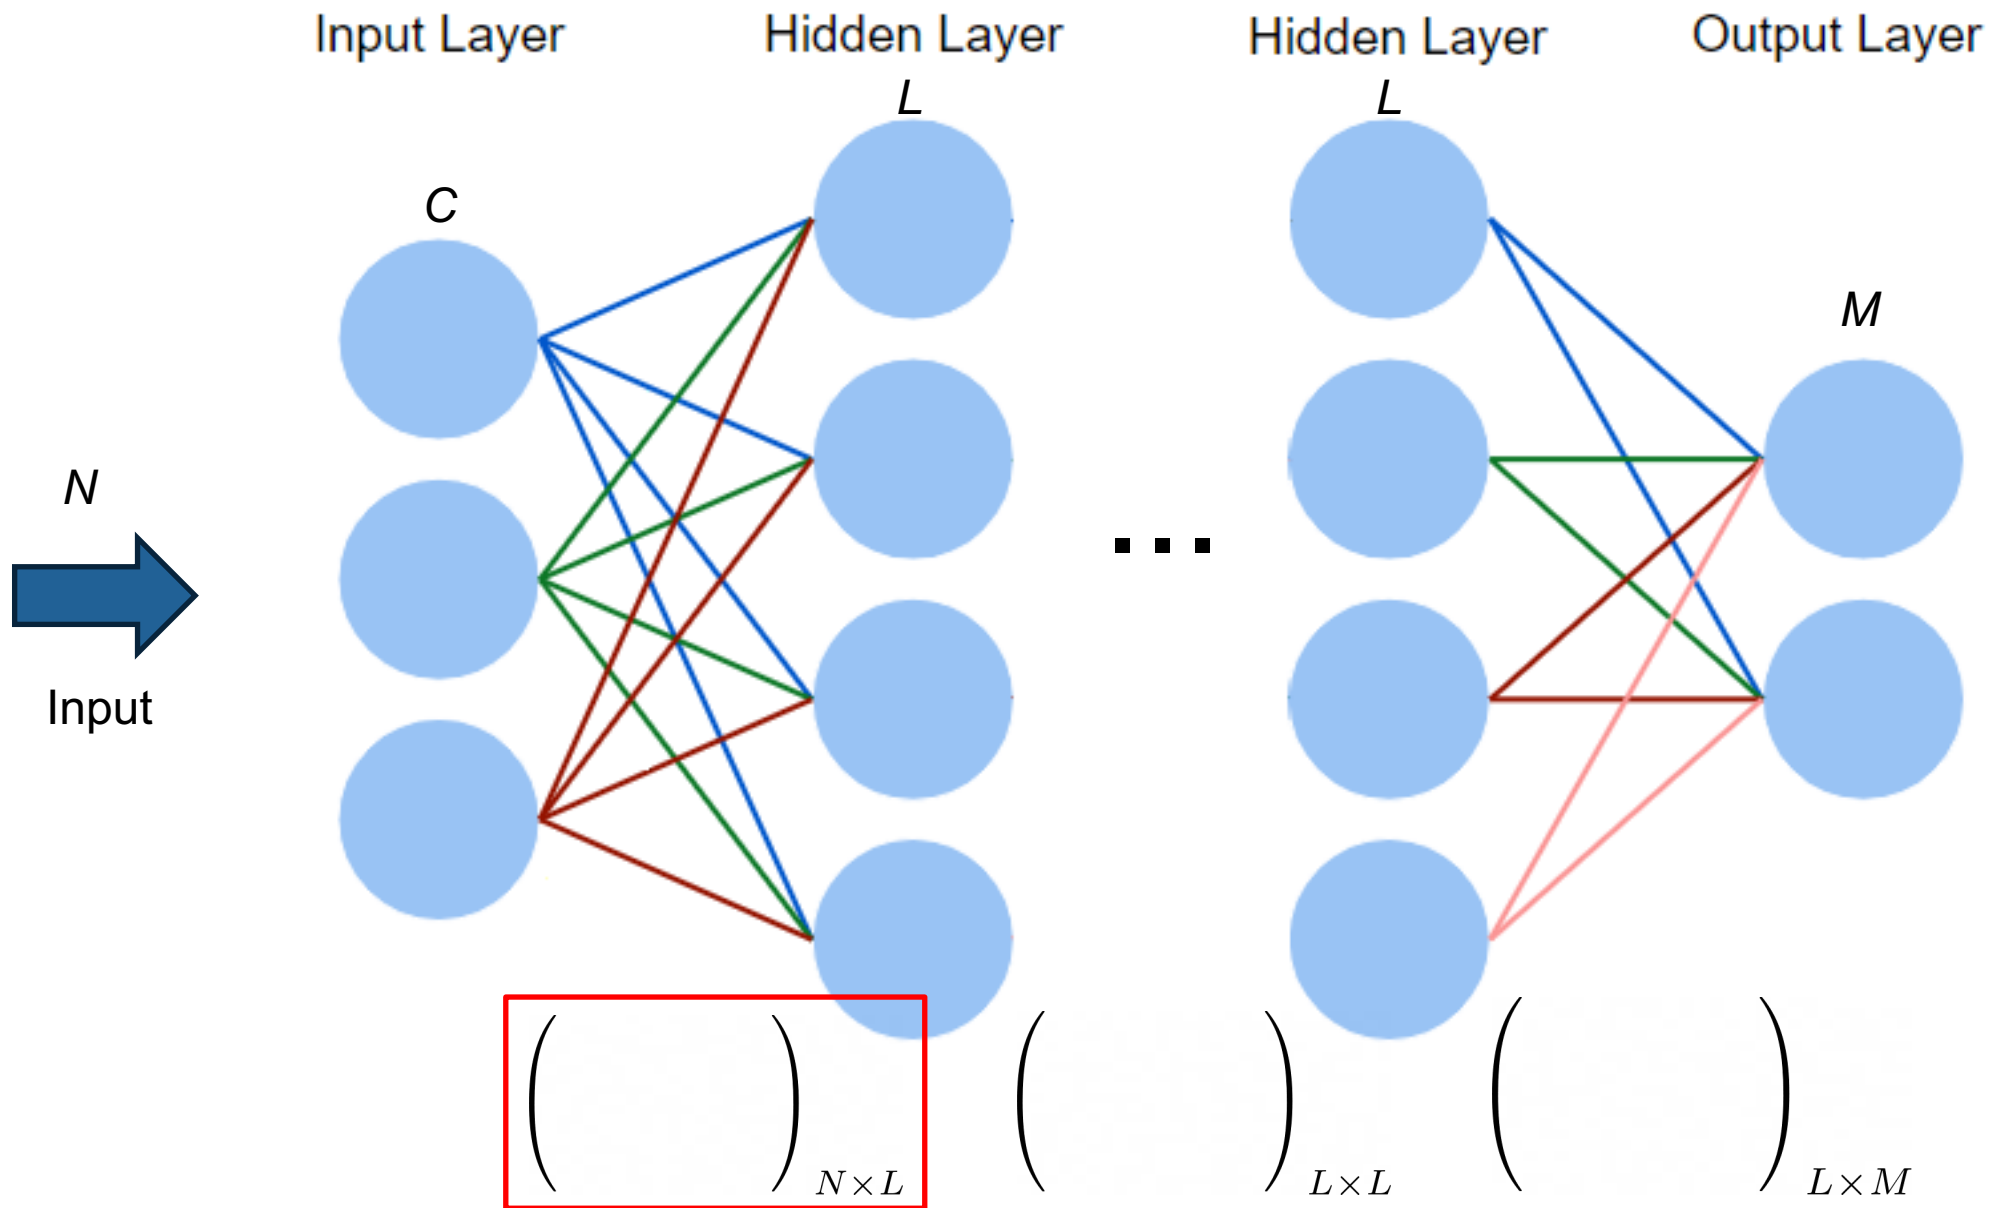 Input Layer
Hidden Layer
Hidden Layer
Output Layer
L
L
C
M
N
Input
...
( )N×L
( )L×L
( )L×M